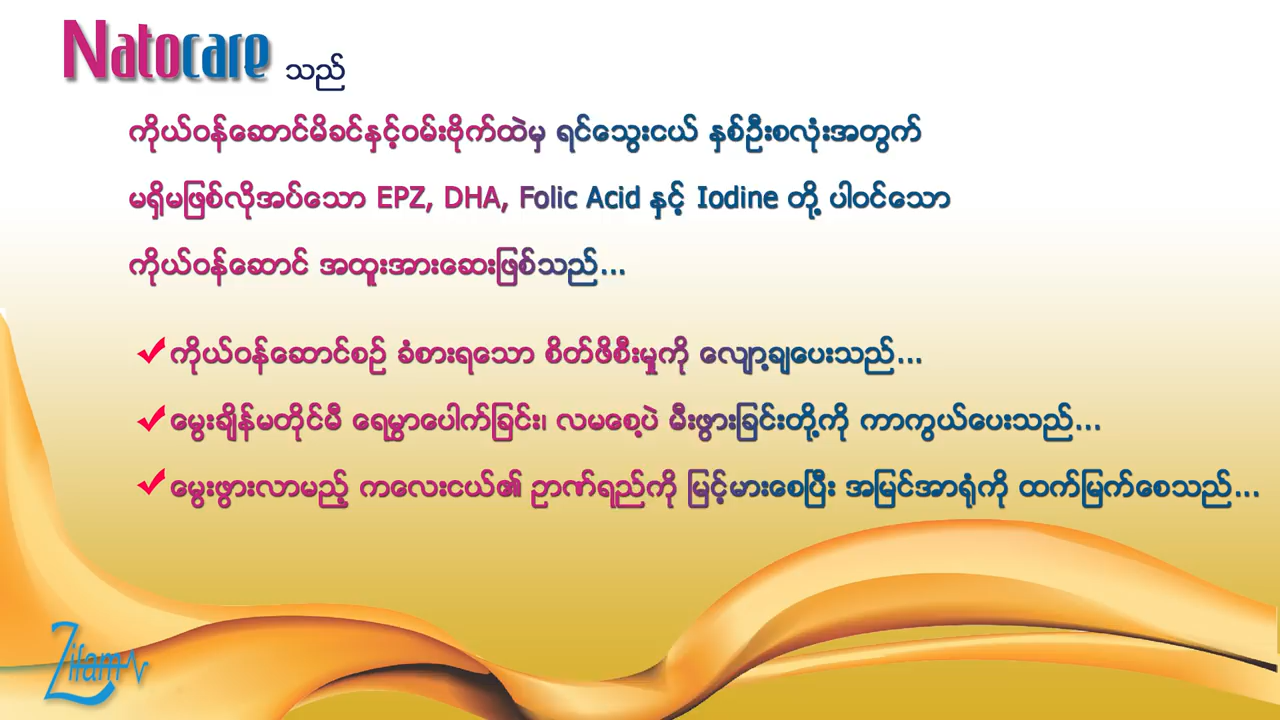 Natocare သည်
ကိုယ်ဝန်ဆောင်မိခင်နှင့်ဝမ်းဗိုက်ထဲမှ ရင်သွေးငယ် နှစ်ဦးစလုံးအတွက်
မရှိမဖြစ်လိုအပ်သော EPZ, DHA, Folic Acid နှင့် Iodine တို့ ပါဝင်သော
ကိုယ်ဝန်ဆောင် အထူးအားဆေးဖြစ်သည်...
✓ ကိုယ်ဝန်ဆောင်စဉ် ခံစားရသော စိတ်ဖိစီးမှုကို လျော့ချပေးသည်...
✓ မွေးချိန်မတိုင်မီ ရေမွှာပေါက်ခြင်း၊ လမစေ့ပဲ မီးဖွားခြင်းတို့ကို ကာကွယ်ပေးသည်...
✓ မွေးဖွားလာမည့် ကလေးငယ်၏ ဉာဏ်ရည်ကို မြင့်မားစေပြီး အမြင်အာရုံကို ထက်မြက်စေသည်...
Zifam